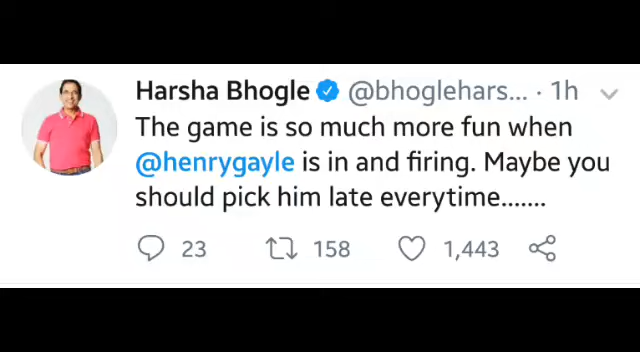 Harsha Bhogle @bhoglehars... · 1h
The game is so much more fun when
@henrygayle is in and firing. Maybe you
should pick him late everytime.......
23 158 1,443